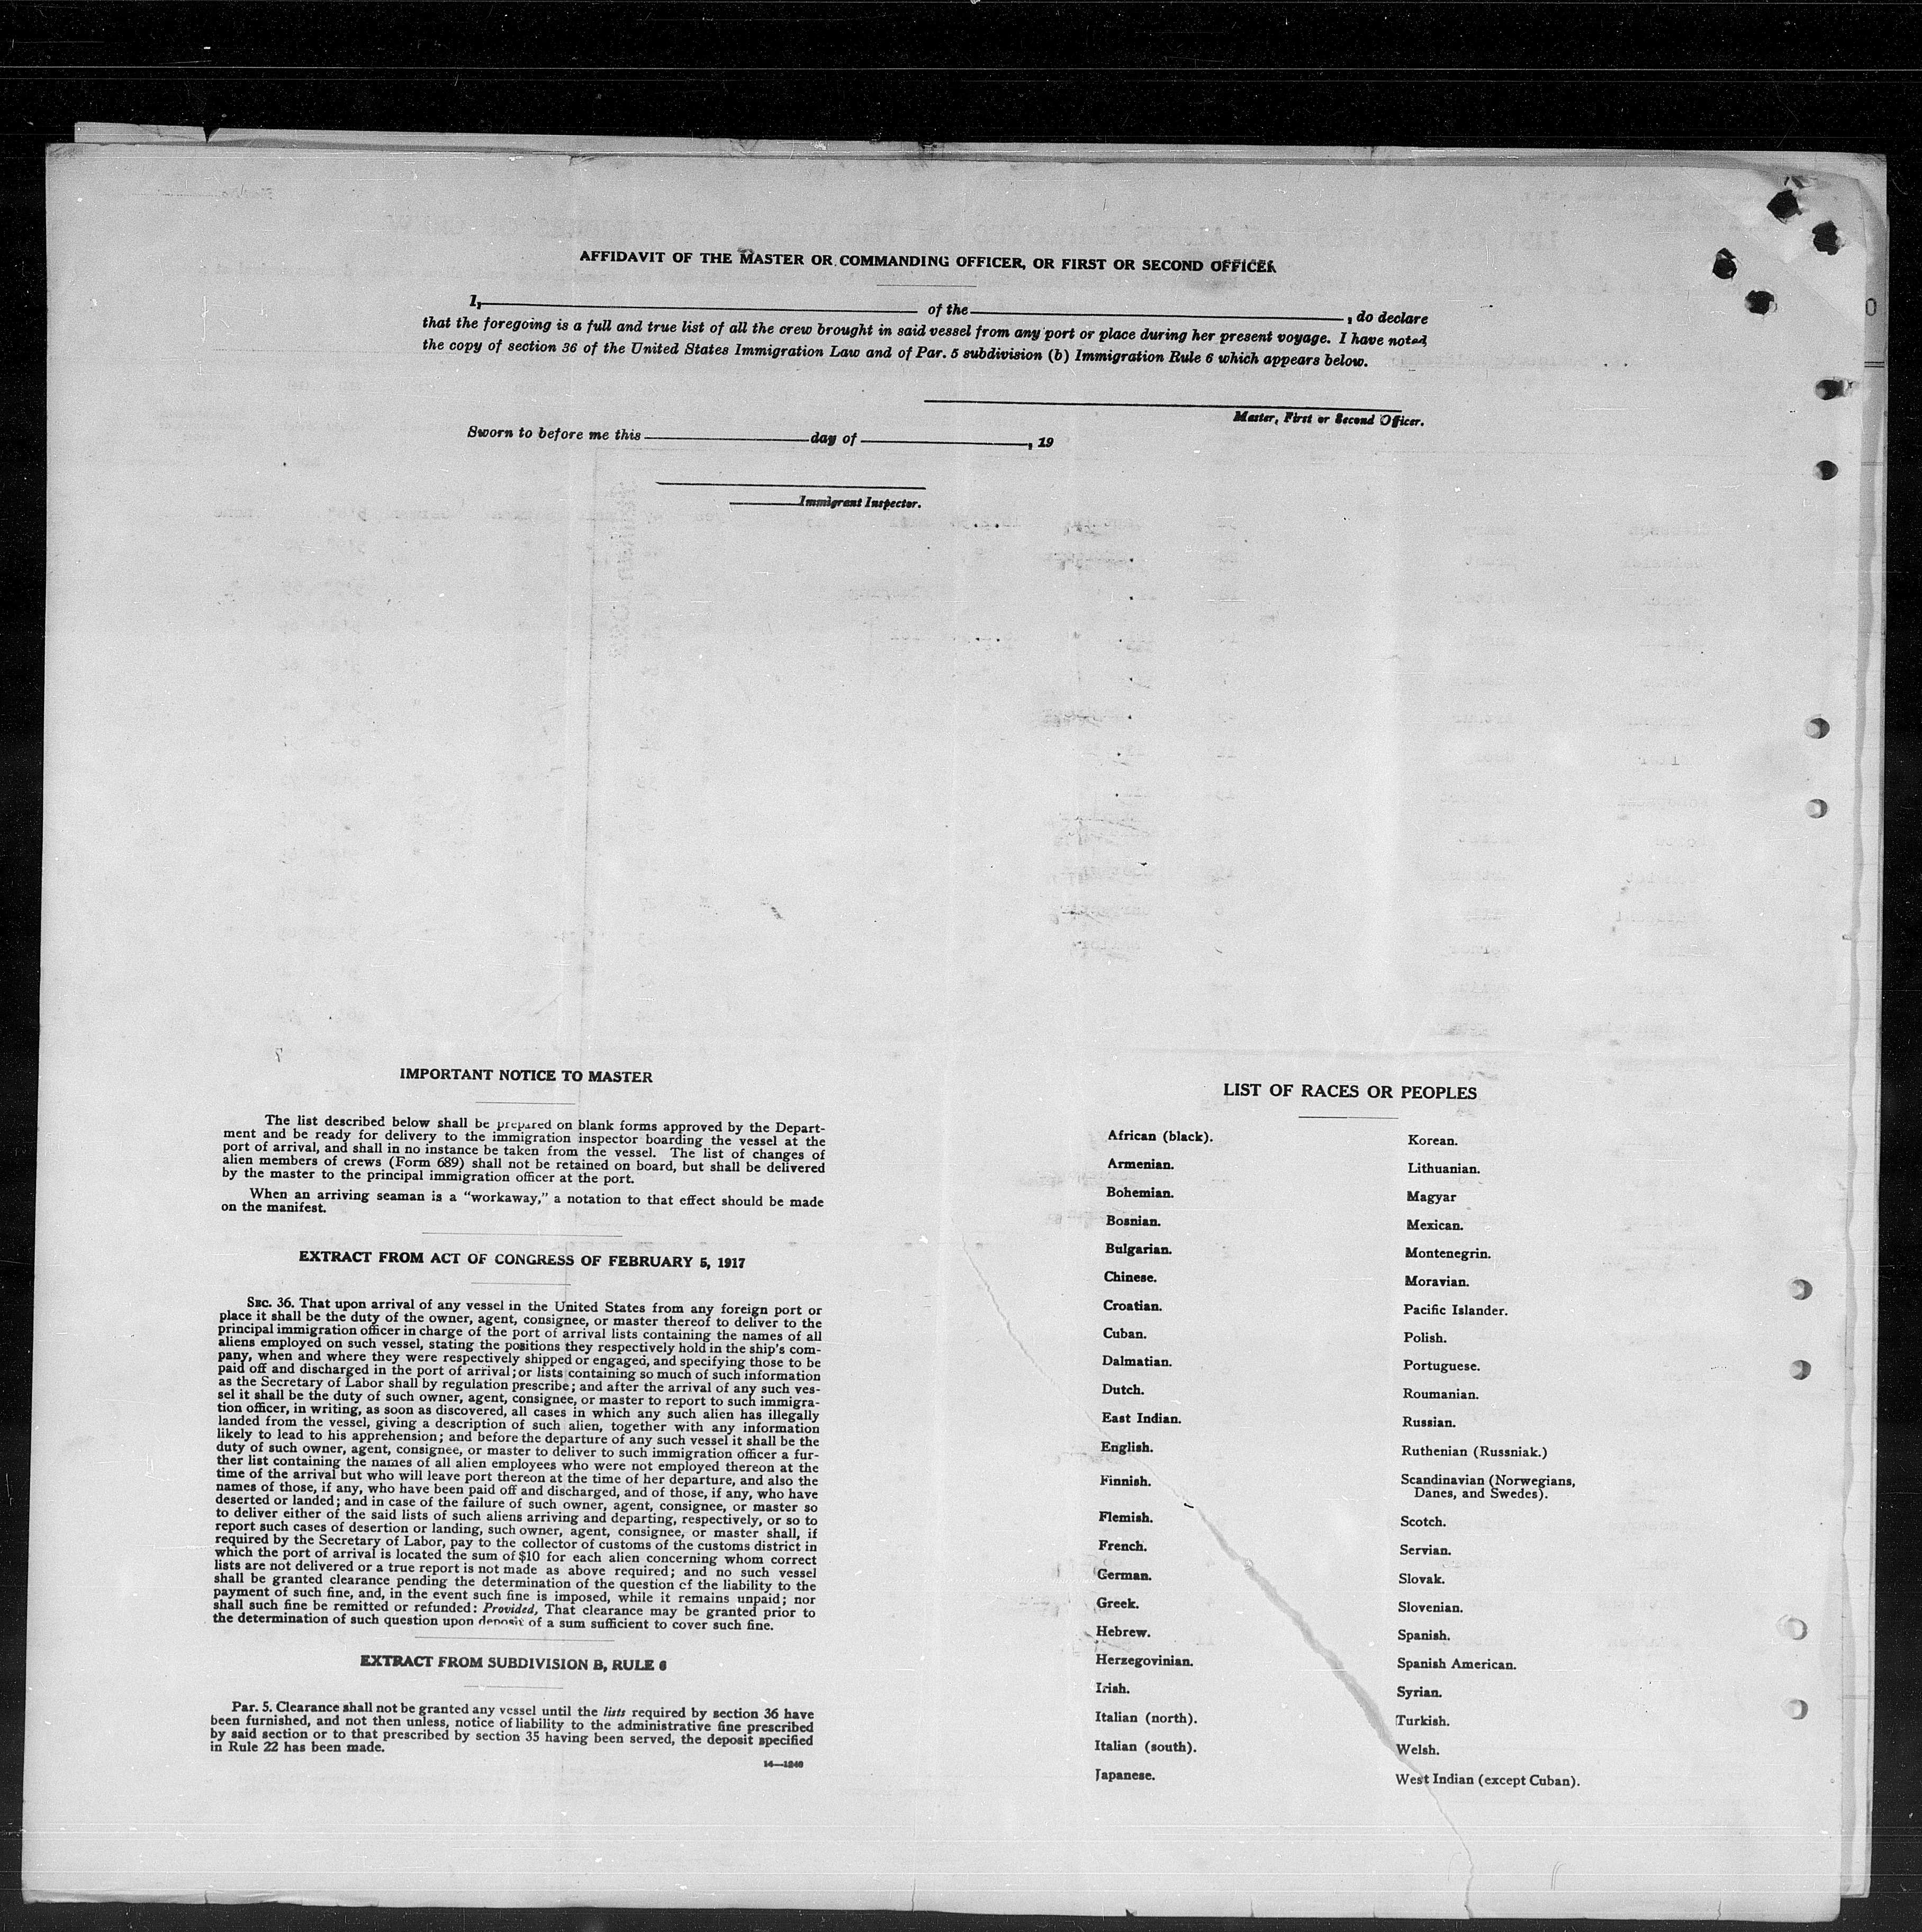 AFFIDAVIT OF THE MASTER OR COMMANDING OFFICER, OR FIRST OR SECOND OFFICER
I, of the , do declare
that the foregoing is a full and true list of all the crew brought in said vessel from any port or place during her present voyage. I have noted
the copy of section 36 of the United States Immigration Law and of Par. 5 subdivision (b) Immigration Rule 6 which appears below.
Master, First or Second Officer.
Sworn to before me this day of , 19
Immigrant Inspector.
IMPORTANT NOTICE TO MASTER
The list described below shall be prepared on blank forms approved by the Depart-
ment and be ready for delivery to the immigration inspector boarding the vessel at the
port of arrival, and shall in no instance be taken from the vessel. The list of changes of
alien members of crews (Form 689) shall not be retained on board, but shall be delivered
by the master to the principal immigration officer at the port.
When an arriving seaman is a “workaway,” a notation to that effect should be made
on the manifest.
EXTRACT FROM ACT OF CONGRESS OF FEBRUARY 5, 1917
SEC. 36. That upon arrival of any vessel in the United States from any foreign port or
place it shall be the duty of the owner, agent, consignee, or master thereof to deliver to the
principal immigration officer in charge of the port of arrival lists containing the names of all
aliens employed on such vessel, stating the positions they respectively hold in the ship's com-
pany, when and where they were respectively shipped or engaged, and specifying those to be
paid off and discharged in the port of arrival; or lists containing so much of such information
as the Secretary of Labor shall by regulation prescribe; and after the arrival of any such ves-
sel it shall be the duty of such owner, agent, consignee, or master to report to such immigra-
tion officer, in writing, as soon as discovered, all cases in which any such alien has illegally
landed from the vessel, giving a description of such alien, together with any information
likely to lead to his apprehension; and before the departure of any such vessel it shall be the
duty of such owner, agent, consignee, or master to deliver to such immigration officer a fur-
ther list containing the names of all alien employees who were not employed thereon at the
time of the arrival but who will leave port thereon at the time of her departure, and also the
names of those, if any, who have been paid off and discharged, and of those, if any, who have
deserted or landed; and in case of the failure of such owner, agent, consignee, or master so
to deliver either of the said lists of such aliens arriving and departing, respectively, or so to
report such cases of desertion or landing, such owner, agent, consignee, or master shall, if
required by the Secretary of Labor, pay to the collector of customs of the customs district in
which the port of arrival is located the sum of $10 for each alien concerning whom correct
lists are not delivered or a true report is not made as above required; and no such vessel
shall be granted clearance pending the determination of the question of the liability to the
payment of such fine, and, in the event such fine is imposed, while it remains unpaid; nor
shall such fine be remitted or refunded: Provided, That clearance may be granted prior to
the determination of such question upon deposit of a sum sufficient to cover such fine.
EXTRACT FROM SUBDIVISION B, RULE 6
Par. 5. Clearance shall not be granted any vessel until the lists required by section 36 have
been furnished, and not then unless, notice of liability to the administrative fine prescribed
by said section or to that prescribed by section 35 having been served, the deposit specified
in Rule 22 has been made.
14—1240
LIST OF RACES OR PEOPLES
African (black).
Armenian.
Bohemian.
Bosnian.
Bulgarian.
Chinese.
Croatian.
Cuban.
Dalmatian.
Dutch.
East Indian.
English.
Finnish.
Flemish.
French.
German.
Greek.
Hebrew.
Herzegovinian.
Irish.
Italian (north).
Italian (south).
Japanese.
Korean.
Lithuanian.
Magyar
Mexican.
Montenegrin.
Moravian.
Pacific Islander.
Polish.
Portuguese.
Roumanian.
Russian.
Ruthenian (Russniak.)
Scandinavian (Norwegians,
Danes, and Swedes).
Scotch.
Servian.
Slovak.
Slovenian.
Spanish.
Spanish American.
Syrian.
Turkish.
Welsh.
West Indian (except Cuban).